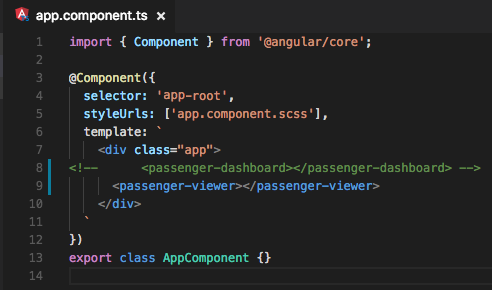 app.component.ts ×
1 import { Component } from '@angular/core';
2
3 @Component({
4   selector: 'app-root',
5   styleUrls: ['app.component.scss'],
6   template: `
7     <div class="app">
8 <!--      <passenger-dashboard></passenger-dashboard> -->
9       <passenger-viewer></passenger-viewer>
10     </div>
11   `
12 })
13 export class AppComponent {}
14